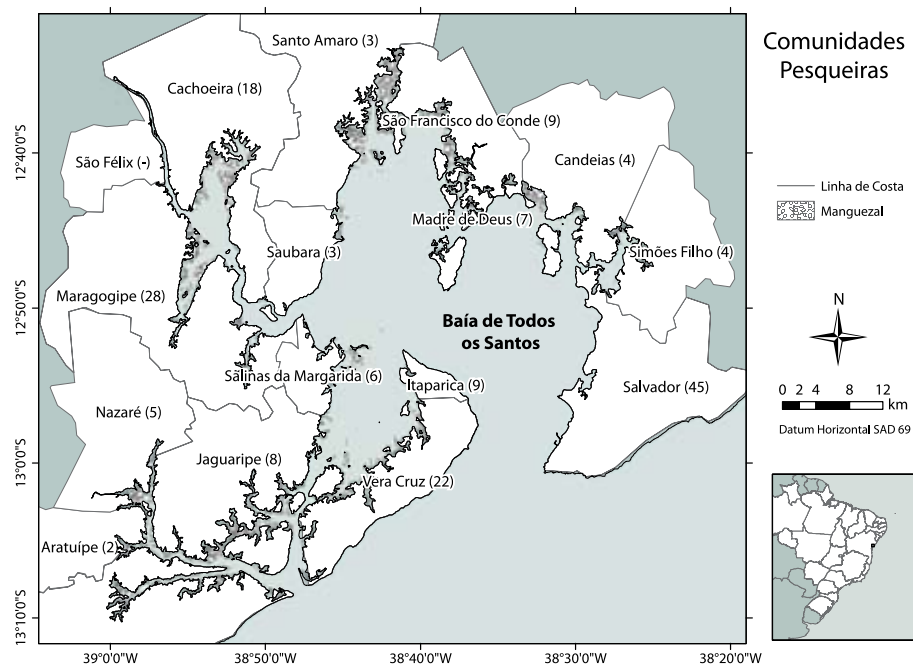 Comunidades
Pesqueiras
Santo Amaro (3)
Cachoeira (18)
São Francisco do Conde (9)
São Félix (-)
Candeias (4)
Madre de Deus (7)
Saubara (3)
Simões Filho (4)
Maragogipe (28)
Baía de Todos
os Santos
Salinas da Margarida (6)
Itaparica (9)
Salvador (45)
Nazaré (5)
Jaguaripe (8)
Vera Cruz (22)
Aratuípe (2)
12°40'0"S
12°50'0"S
13°0'0"S
13°10'0"S
39°0'0"W
38°50'0"W
38°40'0"W
38°30'0"W
38°20'0"W
Linha de Costa
Manguezal
N
0 2 4 8 12
km
Datum Horizontal SAD 69